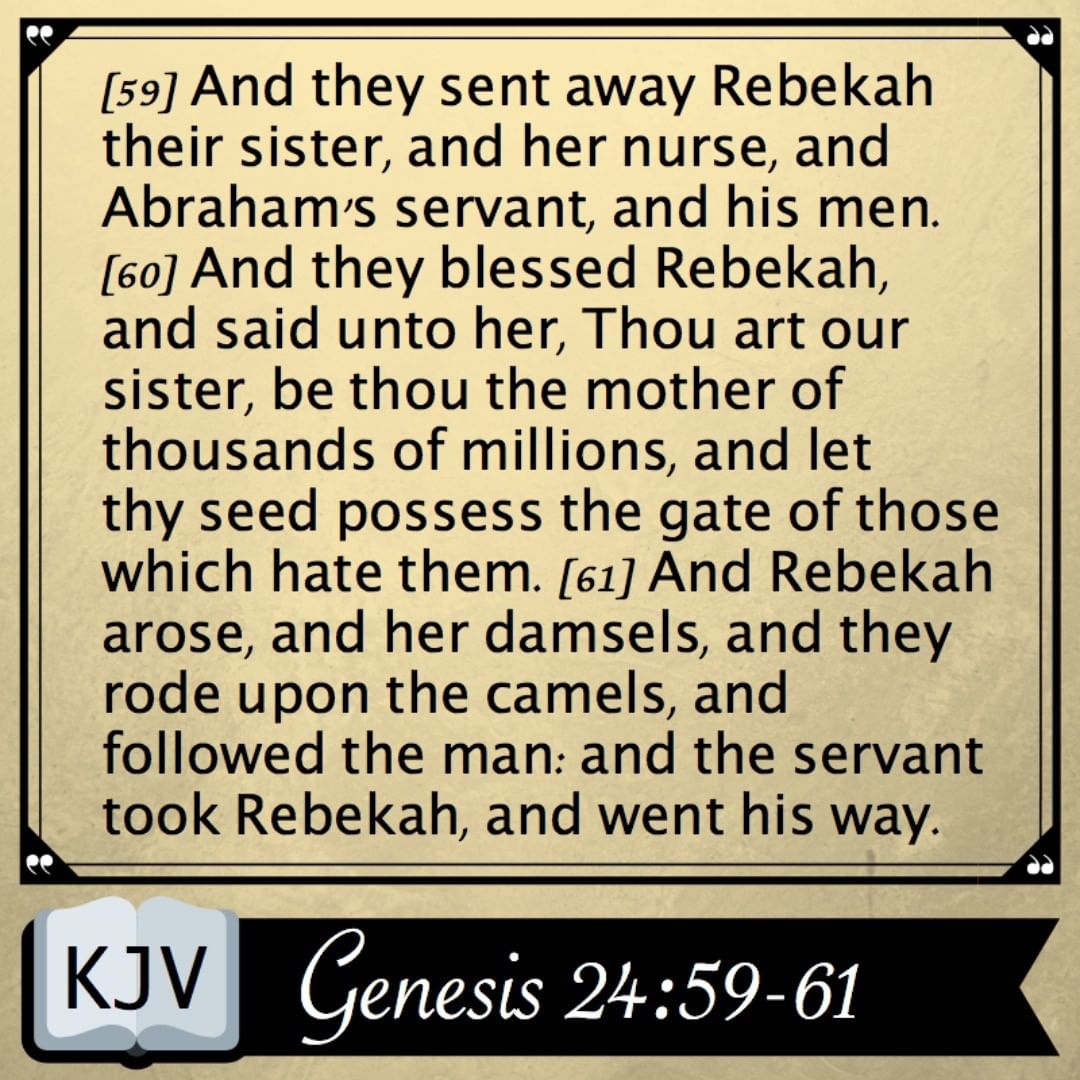 [59] And they sent away Rebekah
their sister, and her nurse, and
Abraham's servant, and his men.
[60] And they blessed Rebekah,
and said unto her, Thou art our
sister, be thou the mother of
thousands of millions, and let
thy seed possess the gate of those
which hate them. [61] And Rebekah
arose, and her damsels, and they
rode upon the camels, and
followed the man: and the servant
took Rebekah, and went his way.
KJV
Genesis 24:59-61